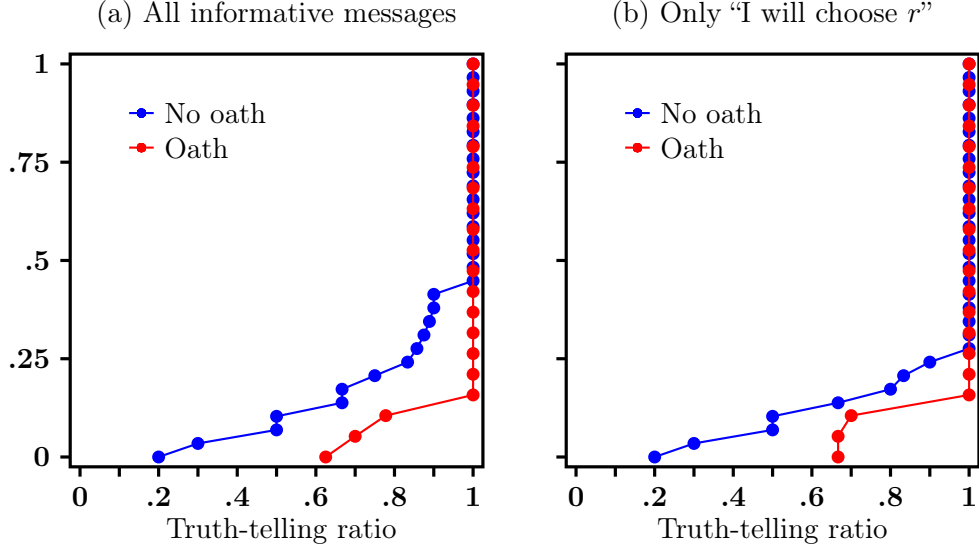 (a) All informative messages
(b) Only “I will choose r”
1
No oath
Oath
.75
.5
.25
0
0 .2 .4 .6 .8 1
Truth-telling ratio
No oath
Oath
0 .2 .4 .6 .8 1
Truth-telling ratio